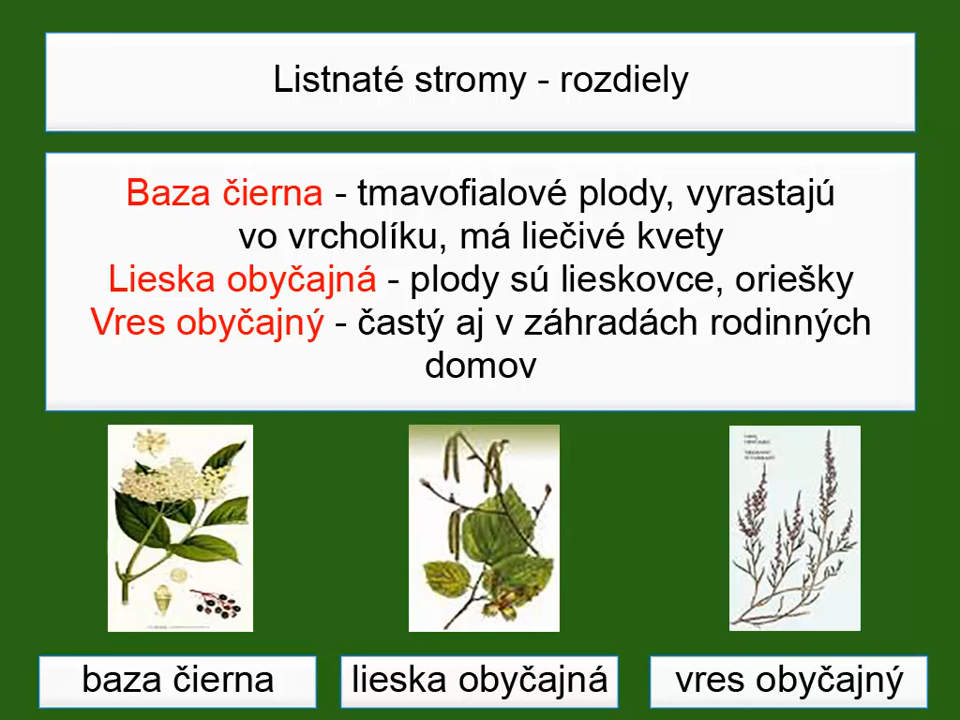 Listnaté stromy - rozdiely
Baza čierna - tmavofialové plody, vyrastajú
vo vrcholíku, má liečivé kvety
Lieska obyčajná - plody sú lieskovce, oriešky
Vres obyčajný - častý aj v záhradách rodinných
domov
baza čierna
lieska obyčajná
vres obyčajný